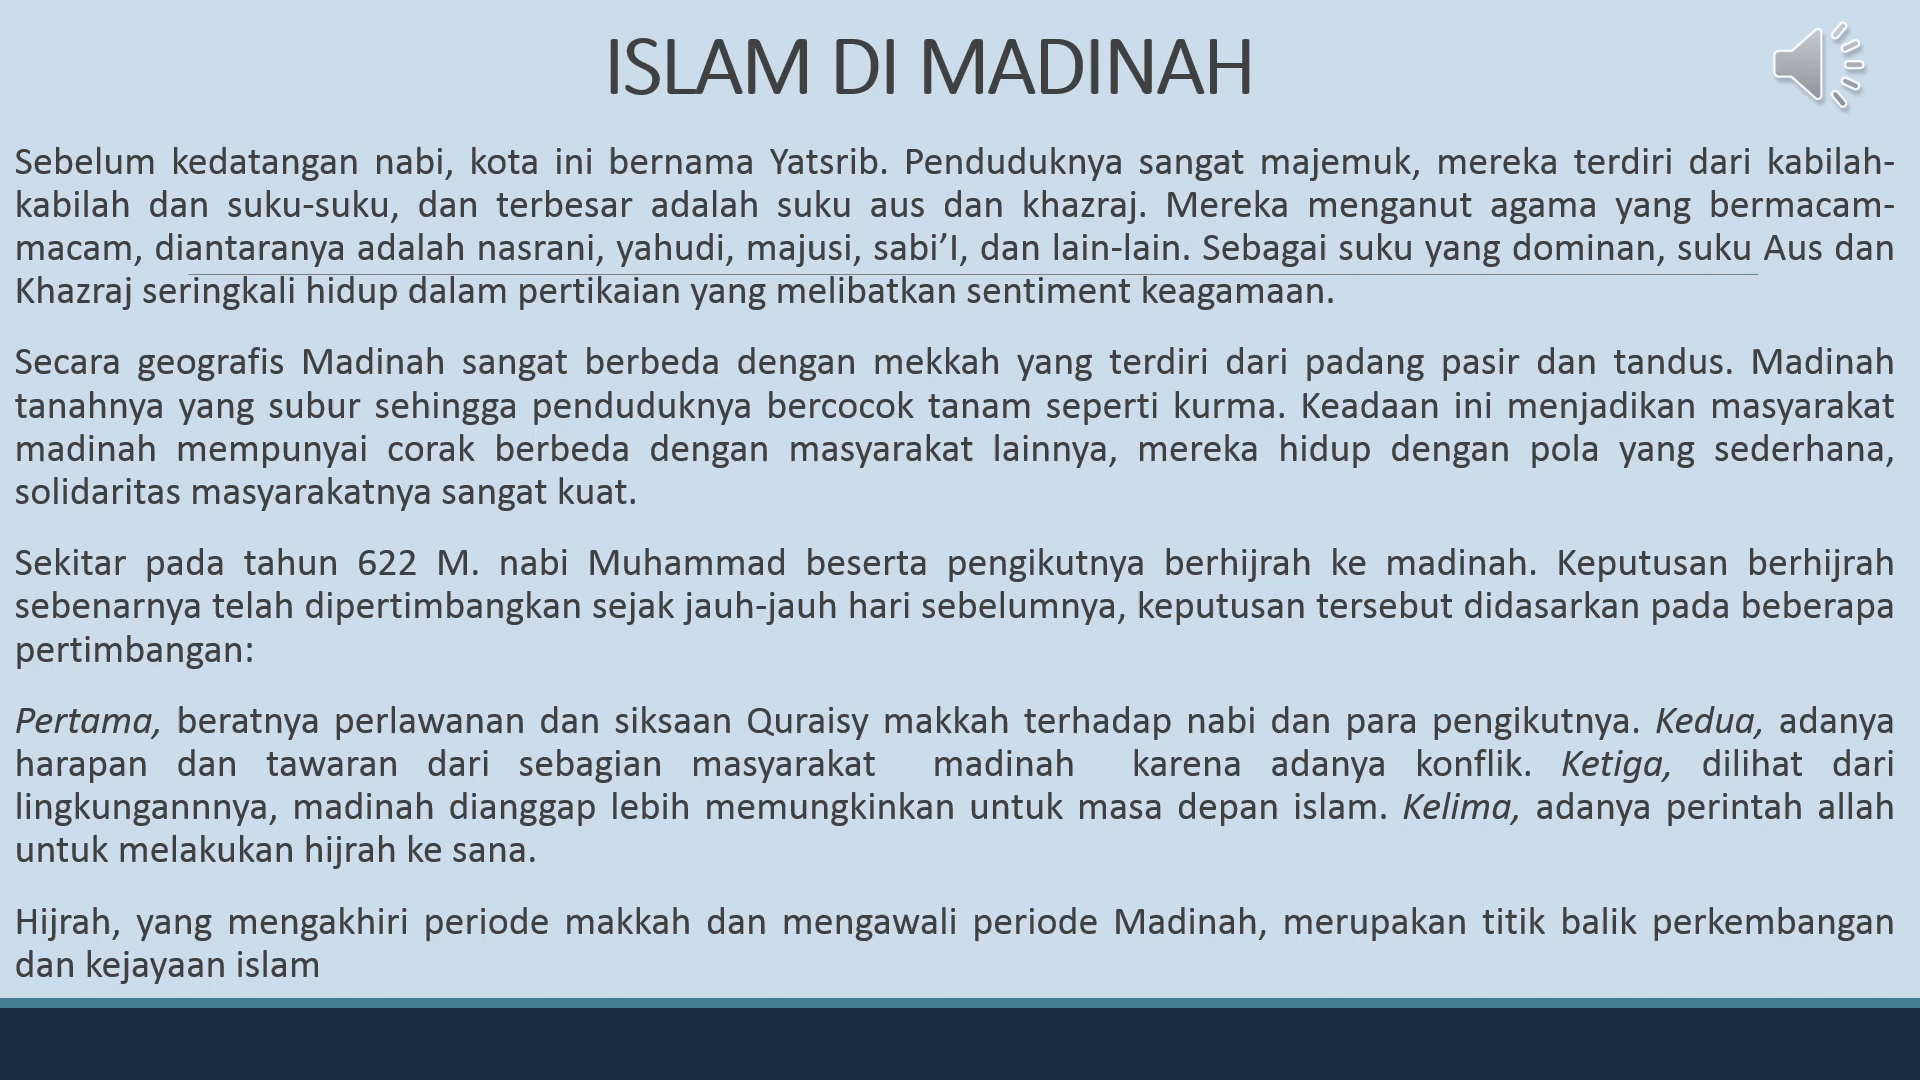 ISLAM DI MADINAH
Sebelum kedatangan nabi, kota ini bernama Yatsrib. Penduduknya sangat majemuk, mereka terdiri dari kabilah-
kabilah dan suku-suku, dan terbesar adalah suku aus dan khazraj. Mereka menganut agama yang bermacam-
macam, diantaranya adalah nasrani, yahudi, majusi, sabi’I, dan lain-lain. Sebagai suku yang dominan, suku Aus dan
Khazraj seringkali hidup dalam pertikaian yang melibatkan sentiment keagamaan.
Secara geografis Madinah sangat berbeda dengan mekkah yang terdiri dari padang pasir dan tandus. Madinah
tanahnya yang subur sehingga penduduknya bercocok tanam seperti kurma. Keadaan ini menjadikan masyarakat
madinah mempunyai corak berbeda dengan masyarakat lainnya, mereka hidup dengan pola yang sederhana,
solidaritas masyarakatnya sangat kuat.
Sekitar pada tahun 622 M. nabi Muhammad beserta pengikutnya berhijrah ke madinah. Keputusan berhijrah
sebenarnya telah dipertimbangkan sejak jauh-jauh hari sebelumnya, keputusan tersebut didasarkan pada beberapa
pertimbangan:
Pertama, beratnya perlawanan dan siksaan Quraisy makkah terhadap nabi dan para pengikutnya. Kedua, adanya
harapan dan tawaran dari sebagian masyarakat madinah karena adanya konflik. Ketiga, dilihat dari
lingkungannnya, madinah dianggap lebih memungkinkan untuk masa depan islam. Kelima, adanya perintah allah
untuk melakukan hijrah ke sana.
Hijrah, yang mengakhiri periode makkah dan mengawali periode Madinah, merupakan titik balik perkembangan
dan kejayaan islam